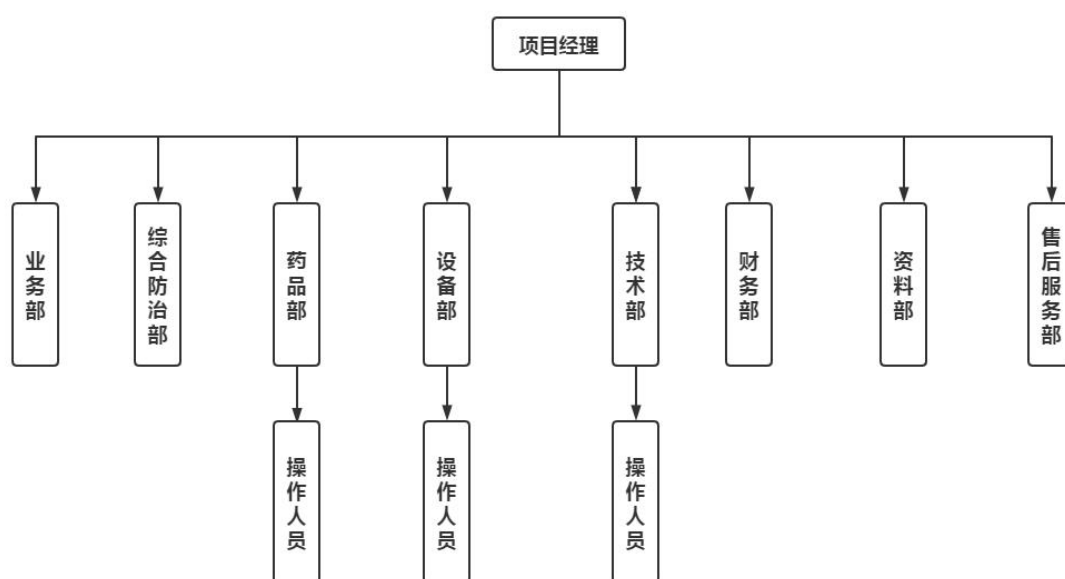 项目经理
业务部
综合防治部
药品部
设备部
技术部
财务部
资料部
售后服务部
操作人员
操作人员
操作人员